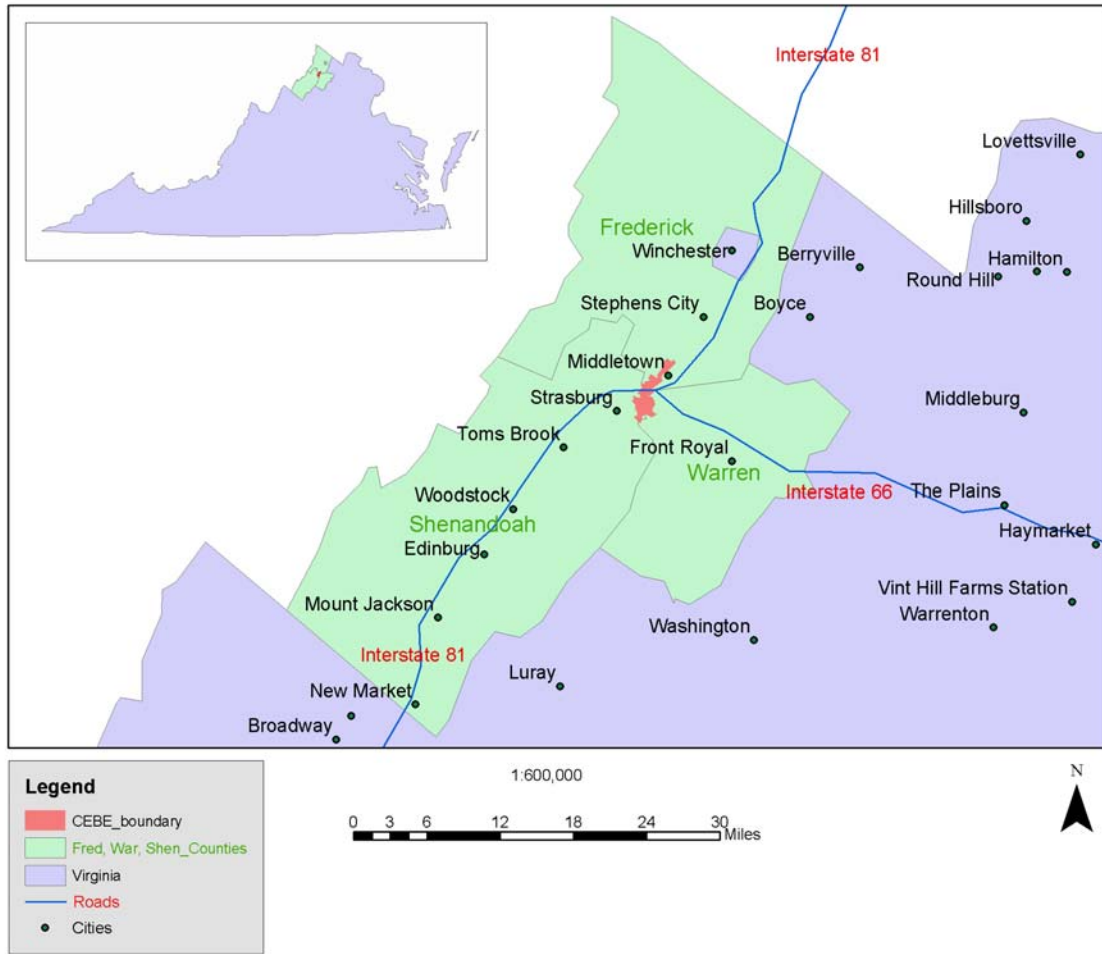 Interstate 81
Lovettsville
Hillsboro
Frederick
Winchester
Berryville
Hamilton
Round Hill
Stephens City
Boyce
Middletown
Strasburg
Middleburg
Toms Brook
Front Royal
Warren
Interstate 66
Woodstock
The Plains
Shenandoah
Edinburg
Haymarket
Mount Jackson
Vint Hill Farms Station
Warrenton
Washington
Interstate 81
Luray
New Market
Broadway
Legend
CEBE_boundary
Fred, War, Shen_Counties
Virginia
Roads
Cities
1:600,000
0 3 6 12 18 24 30
Miles
N